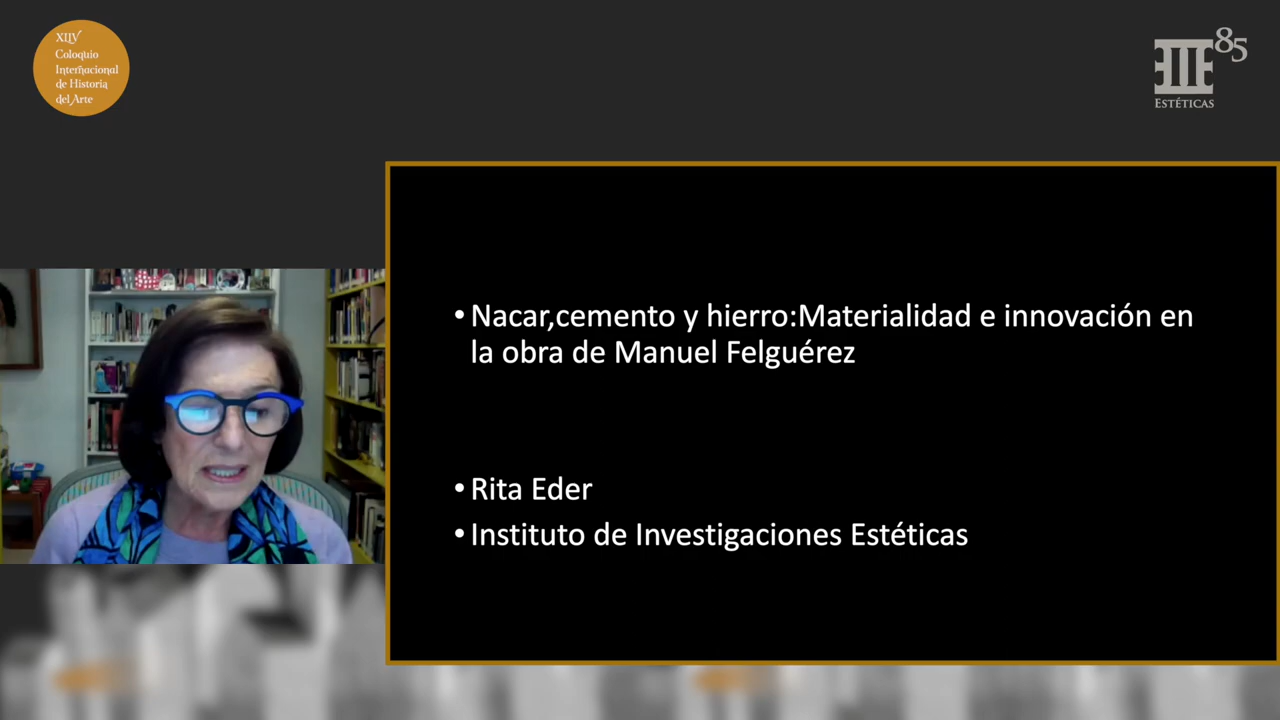 XLIV
Coloquio
Internacional
de Historia
del Arte
85
ESTÉTICAS
• Nacar,cemento y hierro:Materialidad e innovación en
la obra de Manuel Felguérez
• Rita Eder
• Instituto de Investigaciones Estéticas